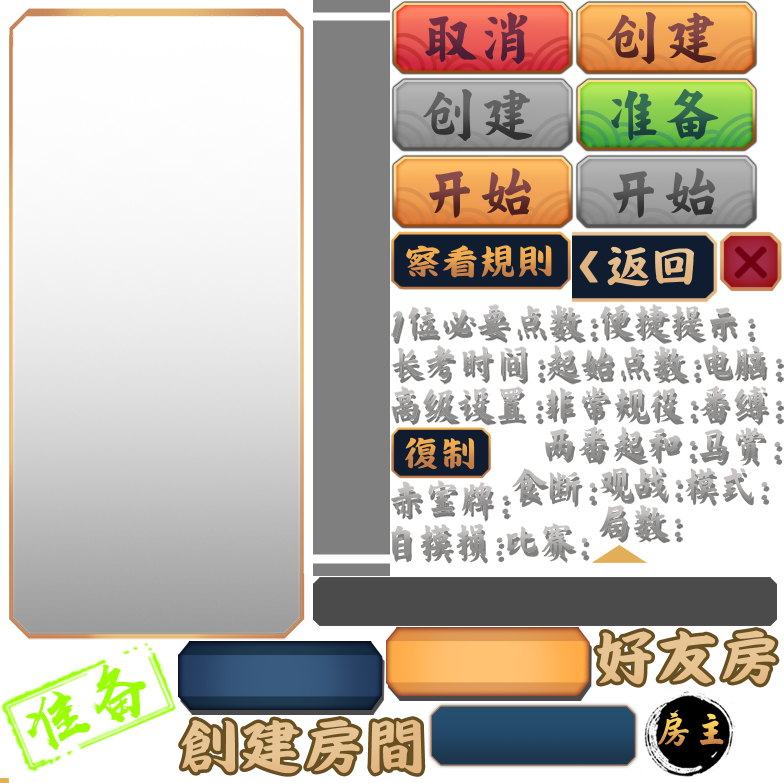 取消 创建
创建 准备
开始 开始
察看規則 返回
1位必要点数: 便捷提示:
长考时间: 起始点数: 电脑:
高级设置: 非常规役: 番缚:
復制 两番起和: 马赏:
赤宝牌: 食断: 观战: 模式:
自摸损: 比赛: 局数:
准备 好友房
創建房間 房主